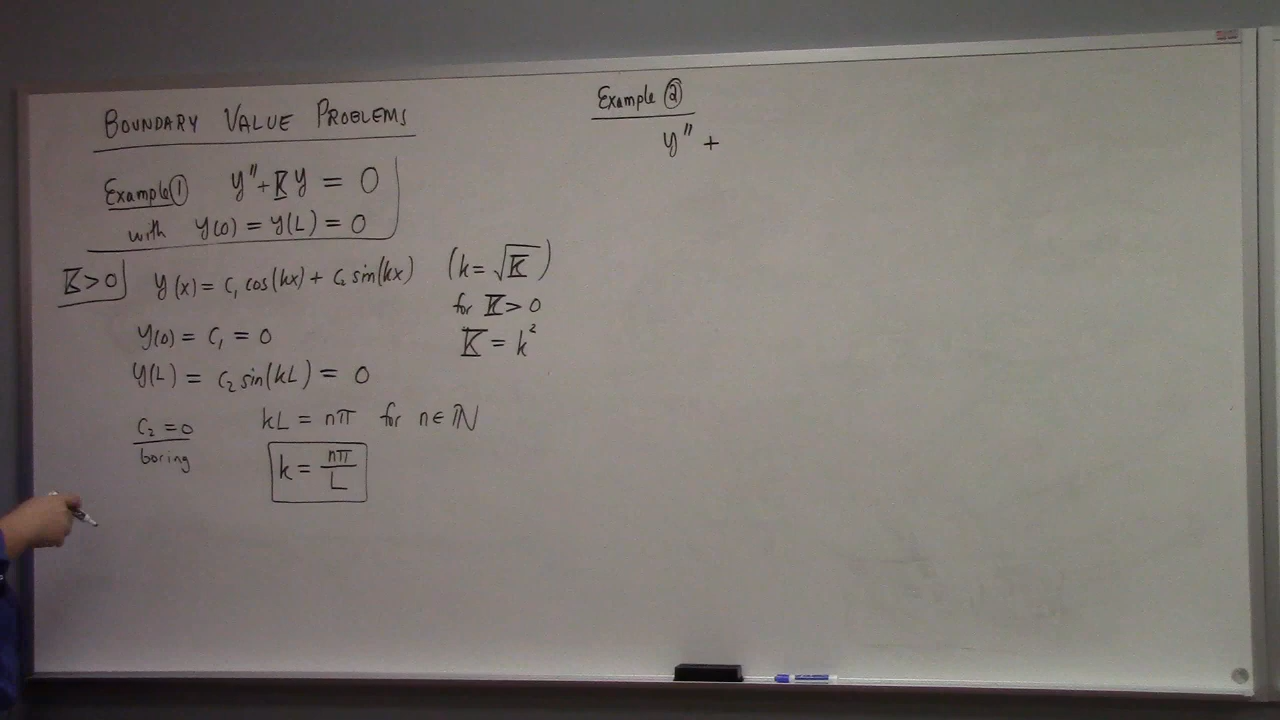 BOUNDARY VALUE PROBLEMS
Example ① y'' + K y = 0
with y(0) = y(L) = 0
K > 0 y(x) = c₁ cos(kx) + c₂ sin(kx) (k = √K)
for K > 0
y(0) = c₁ = 0 K = k²
y(L) = c₂ sin(kL) = 0
c₂ = 0 kL = nπ for n ∈ ℕ
boring k = nπ/L
Example ②
y'' +